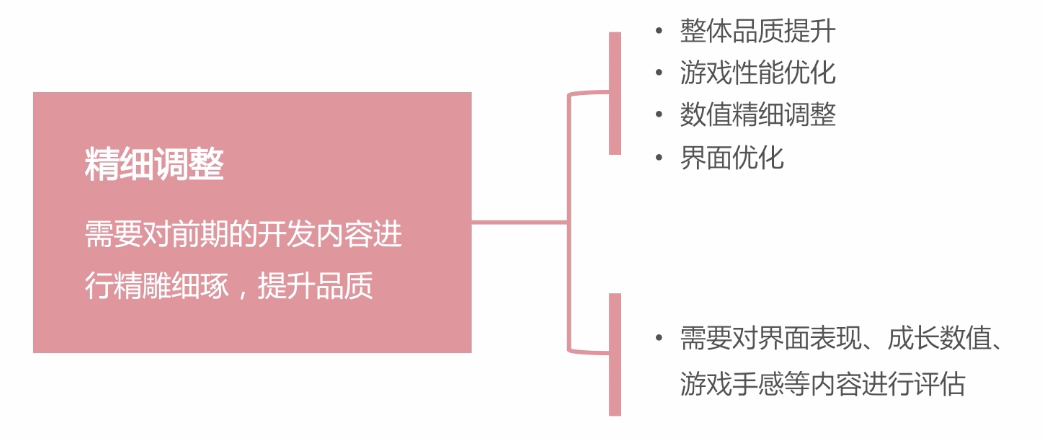 精细调整
需要对前期的开发内容进
行精雕细琢，提升品质
• 整体品质提升
• 游戏性能优化
• 数值精细调整
• 界面优化
• 需要对界面表现、成长数值、
游戏手感等内容进行评估